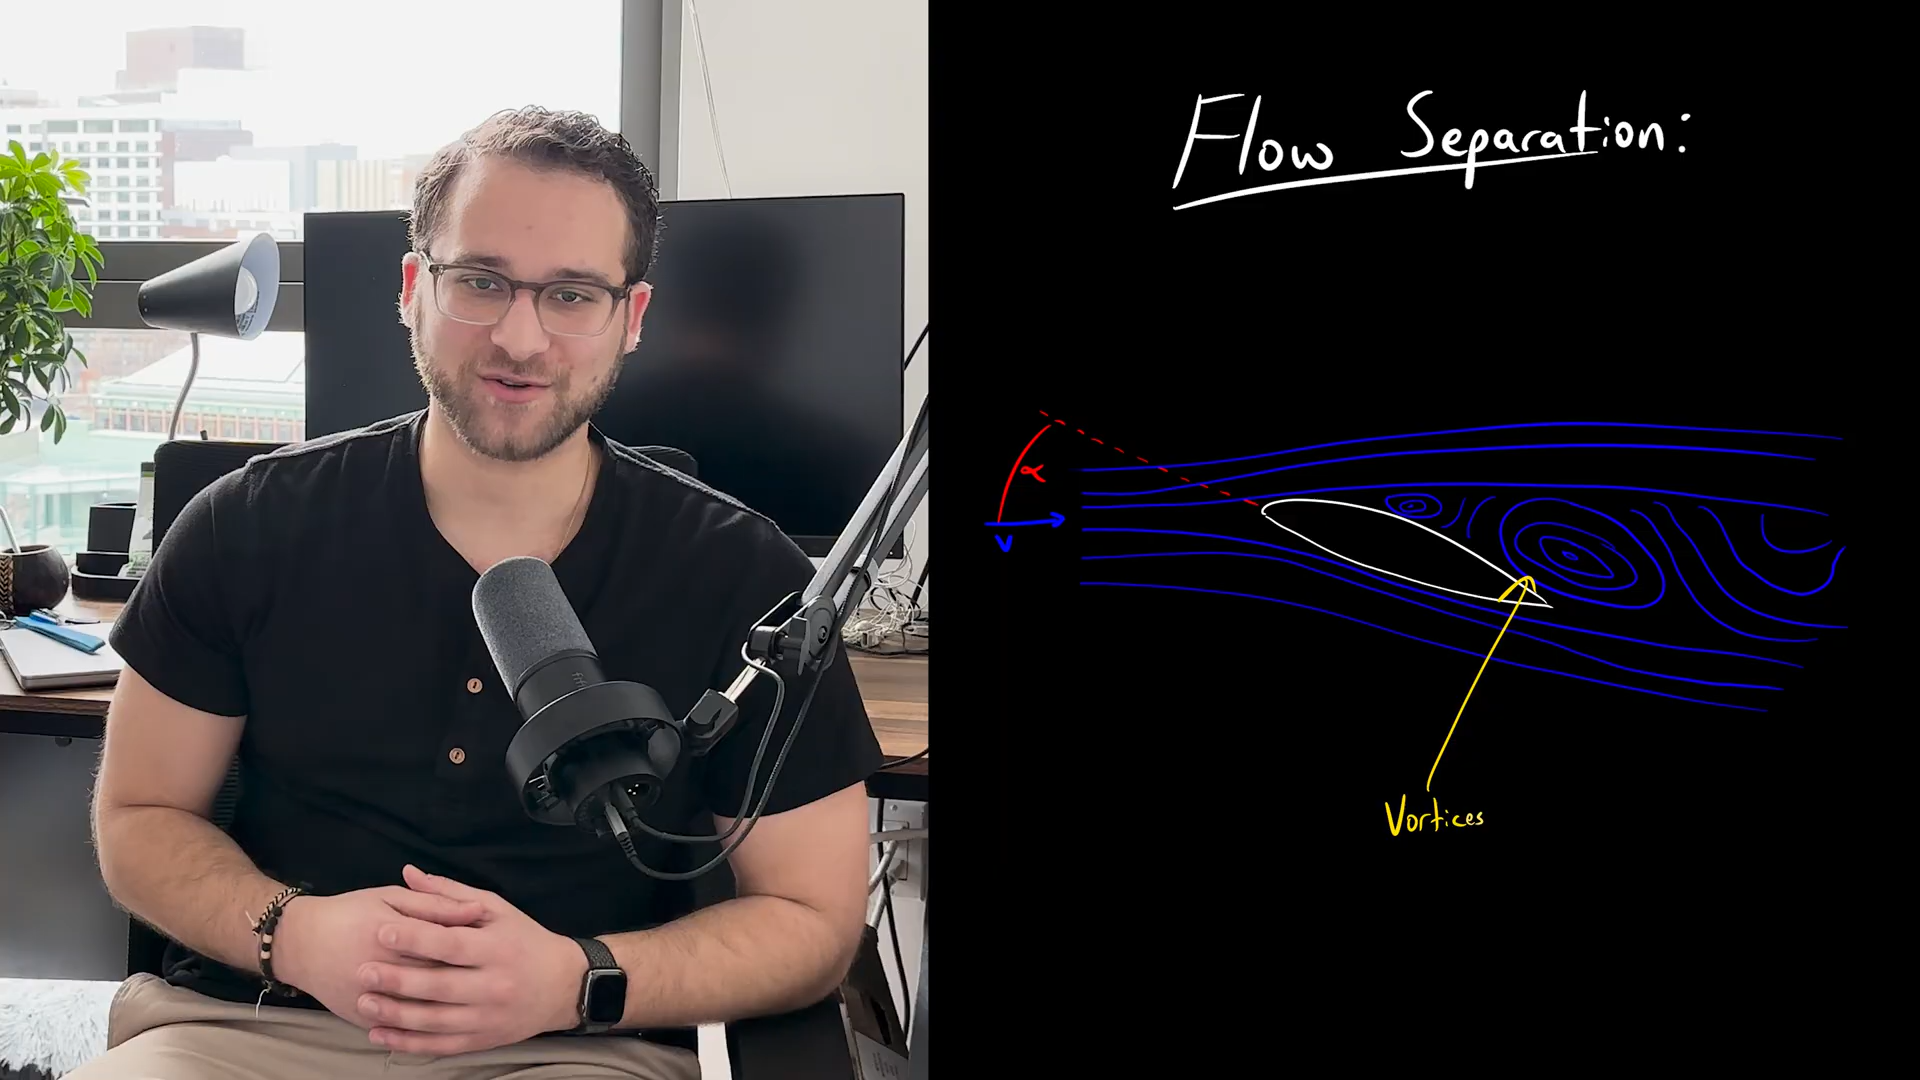 Flow Separation:
α
v
Vortices